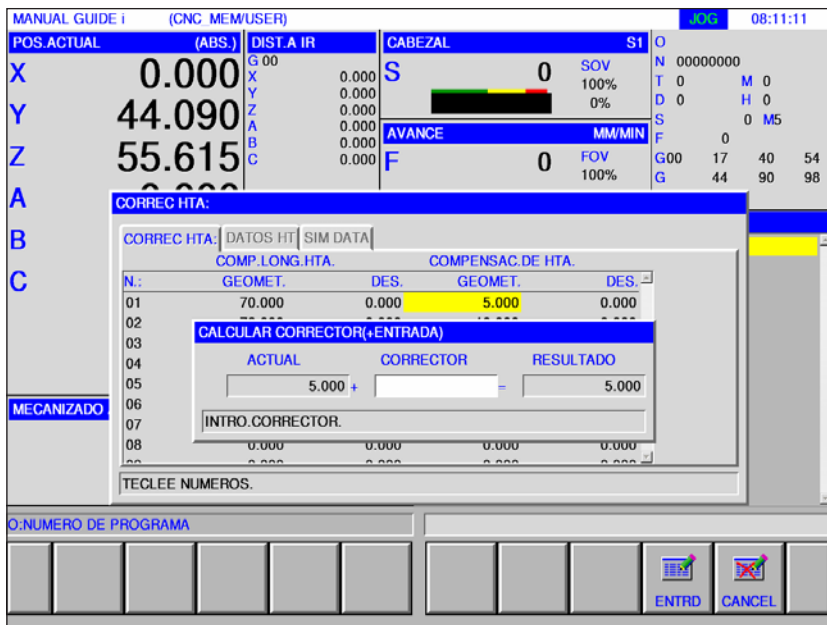 MANUAL GUIDE i (CNC_MEM/USER) JOG 08:11:11
POS.ACTUAL (ABS.) DIST.A IR CABEZAL S1 O
G 00 N 00000000
X 0.000 X 0.000 S 0 SOV 100% 0% T 0 M 0
Y 0.000 D 0 H 0
Y 44.090 Z 0.000 S 0 M5
A 0.000 AVANCE MM/MIN F 0
B 0.000
Z 55.615 C 0.000 F 0 FOV 100% G00 17 40 54
G 44 90 98
A
CORREC HTA:
B CORREC HTA: DATOS HT SIM DATA
COMP.LONG.HTA. COMPENSAC.DE HTA.
C N.: GEOMET. DES. GEOMET. DES.
01 70.000 0.000 5.000 0.000
02
03 CALCULAR CORRECTOR(+ENTRADA)
04 ACTUAL CORRECTOR RESULTADO
05 5.000 + = 5.000
MECANIZADO 06
07 INTRO.CORRECTOR.
08 0.000 0.000 0.000 0.000
TECLEE NUMEROS.
O:NUMERO DE PROGRAMA
ENTRD CANCEL